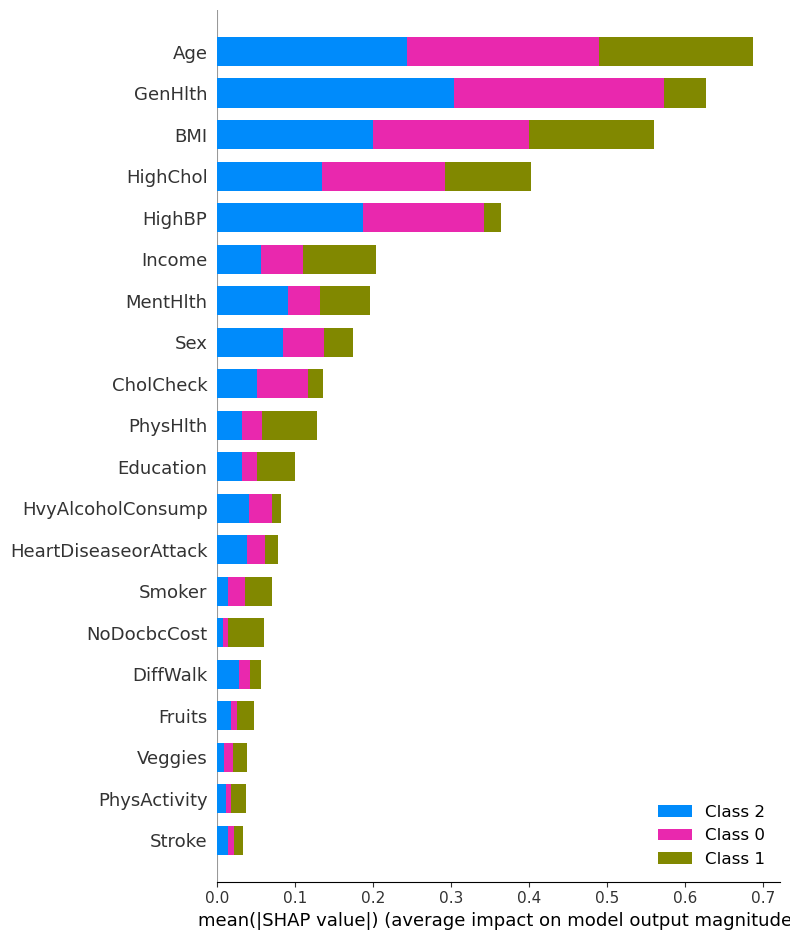 Age
GenHlth
BMI
HighChol
HighBP
Income
MentHlth
Sex
CholCheck
PhysHlth
Education
HvyAlcoholConsump
HeartDiseaseorAttack
Smoker
NoDocbcCost
DiffWalk
Fruits
Veggies
PhysActivity
Stroke
Class 2
Class 0
Class 1
0.0 0.1 0.2 0.3 0.4 0.5 0.6 0.7
mean(|SHAP value|) (average impact on model output magnitude